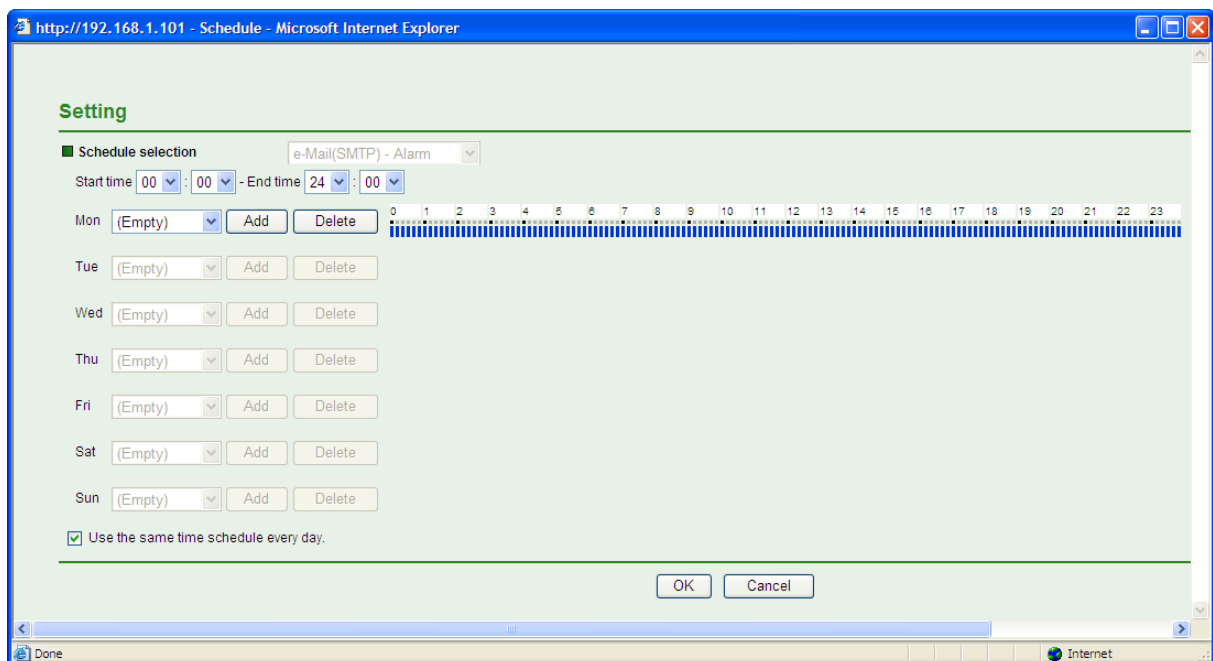 http://192.168.1.101 - Schedule - Microsoft Internet Explorer
Setting
Schedule selection e-Mail(SMTP) - Alarm
Start time 00 : 00 - End time 24 : 00
Mon (Empty) Add Delete 0 1 2 3 4 5 6 7 8 9 10 11 12 13 14 15 16 17 18 19 20 21 22 23
Tue (Empty) Add Delete
Wed (Empty) Add Delete
Thu (Empty) Add Delete
Fri (Empty) Add Delete
Sat (Empty) Add Delete
Sun (Empty) Add Delete
Use the same time schedule every day.
OK Cancel
Done Internet